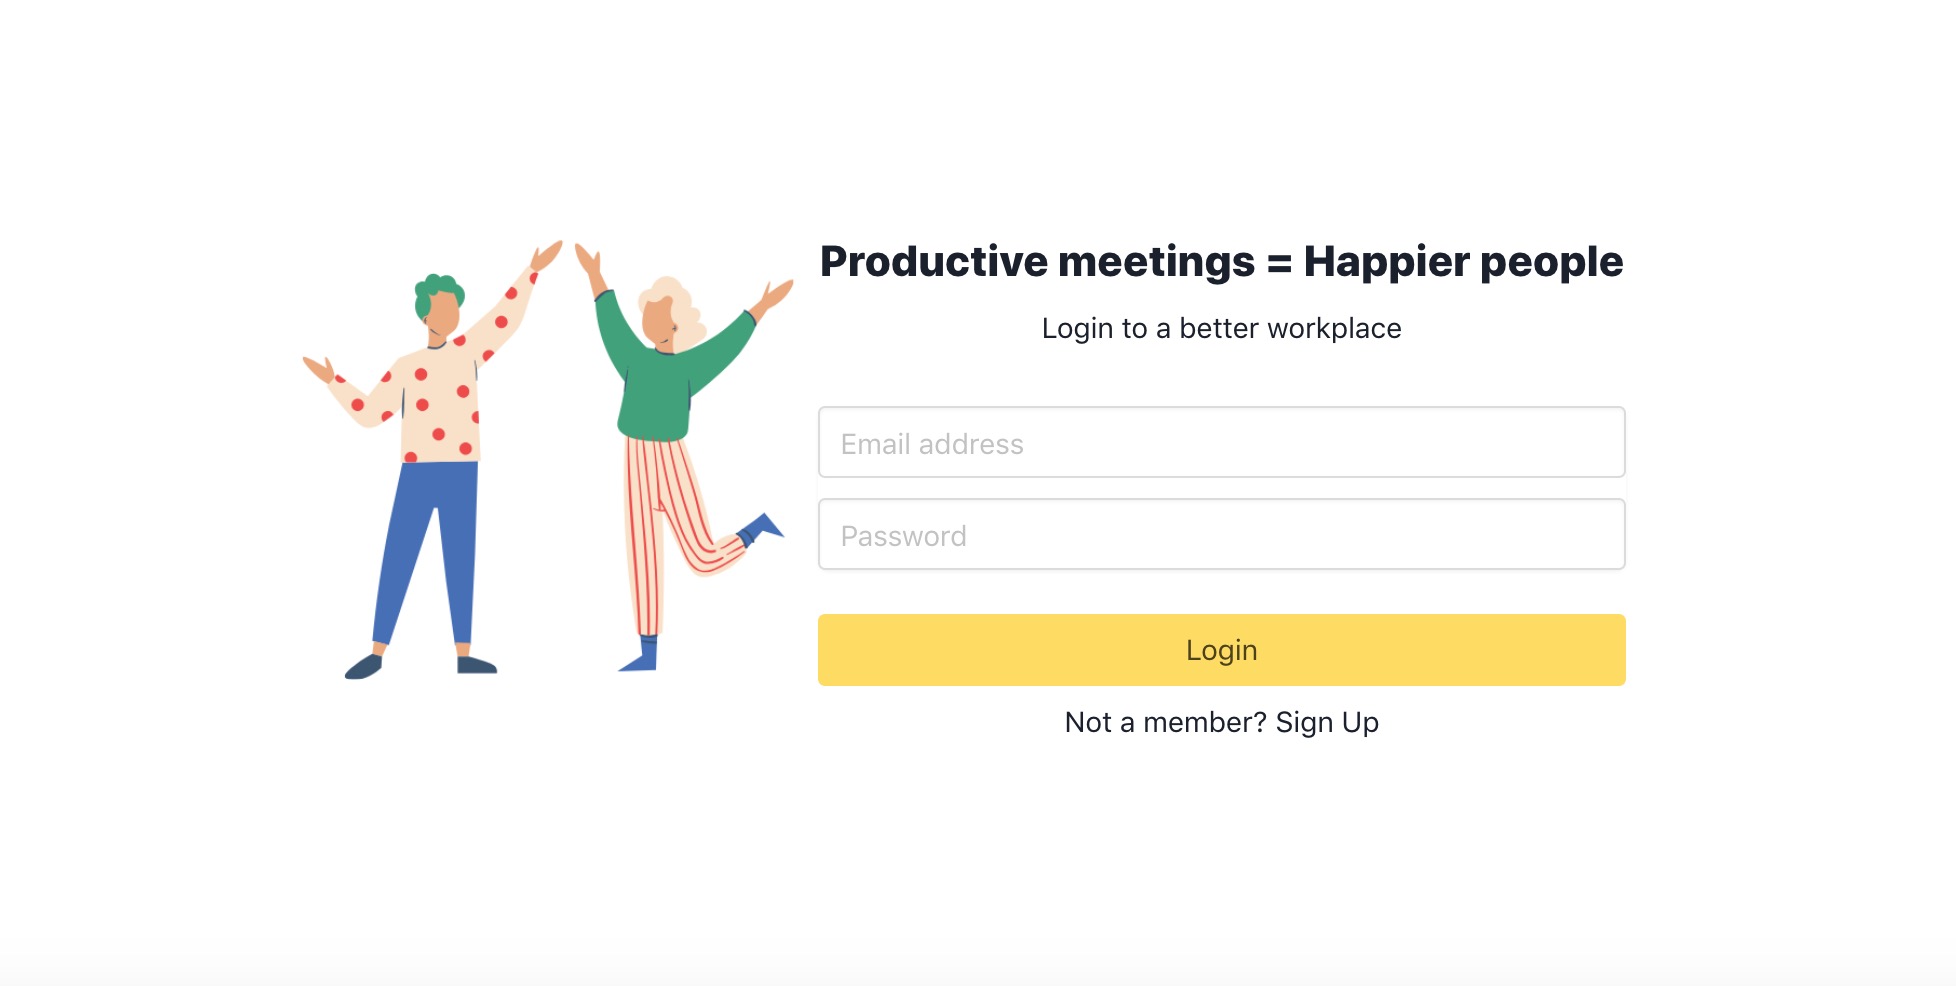 Productive meetings = Happier people
Login to a better workplace
Email address
Password
Login
Not a member? Sign Up